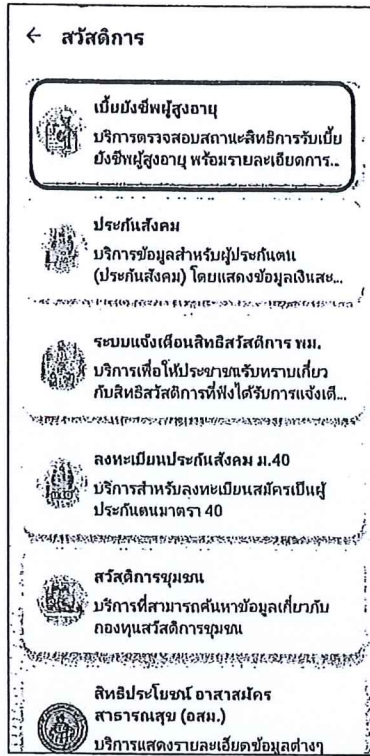 ← สวัสดิการ
เบี้ยยังชีพผู้สูงอายุ
บริการตรวจสอบสถานะสิทธิการรับเบี้ย
ยังชีพผู้สูงอายุ พร้อมรายละเอียดการ...
ประกันสังคม
บริการข้อมูลสำหรับผู้ประกันตน
(ประกันสังคม) โดยแสดงข้อมูลเงินสะ...
ระบบแจ้งเตือนสิทธิสวัสดิการ พม.
บริการเพื่อให้ประชาชนรับทราบเกี่ยว
กับสิทธิสวัสดิการที่พึงได้รับการแจ้งเตื...
ลงทะเบียนประกันสังคม ม.40
บริการสำหรับลงทะเบียนสมัครเป็นผู้
ประกันตนมาตรา 40
สวัสดิการชุมชน
บริการที่สามารถค้นหาข้อมูลเกี่ยวกับ
กองทุนสวัสดิการชุมชน
สิทธิประโยชน์ อาสาสมัคร
สาธารณสุข (อสม.)
บริการแสดงรายละเอียดข้อมูลต่างๆ